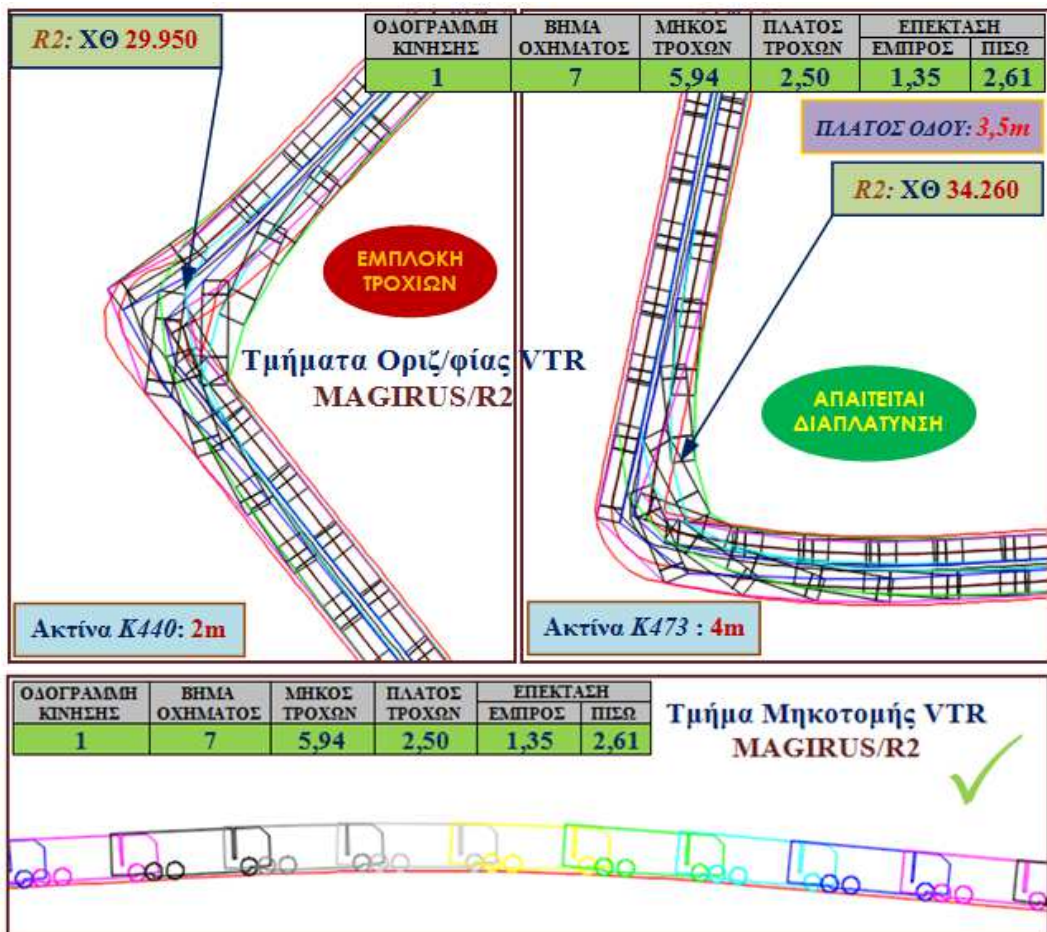 R2: ΧΘ 29.950
ΟΔΟΓΡΑΜΜΗ ΚΙΝΗΣΗΣ
ΒΗΜΑ ΟΧΗΜΑΤΟΣ
ΜΗΚΟΣ ΤΡΟΧΩΝ
ΠΛΑΤΟΣ ΤΡΟΧΩΝ
ΕΠΕΚΤΑΣΗ
ΕΜΠΡΟΣ ΠΙΣΩ
1 7 5,94 2,50 1,35 2,61
ΠΛΑΤΟΣ ΟΔΟΥ: 3,5m
R2: ΧΘ 34.260
ΕΜΠΛΟΚΗ
ΤΡΟΧΙΩΝ
Τμήματα Οριζ/φίας VTR
MAGIRUS/R2
ΑΠΑΙΤΕΙΤΑΙ
ΔΙΑΠΛΑΤΥΝΣΗ
Ακτίνα K440: 2m
Ακτίνα K473 : 4m
ΟΔΟΓΡΑΜΜΗ ΚΙΝΗΣΗΣ
ΒΗΜΑ ΟΧΗΜΑΤΟΣ
ΜΗΚΟΣ ΤΡΟΧΩΝ
ΠΛΑΤΟΣ ΤΡΟΧΩΝ
ΕΠΕΚΤΑΣΗ
ΕΜΠΡΟΣ ΠΙΣΩ
1 7 5,94 2,50 1,35 2,61
Τμήμα Μηκοτομής VTR
MAGIRUS/R2